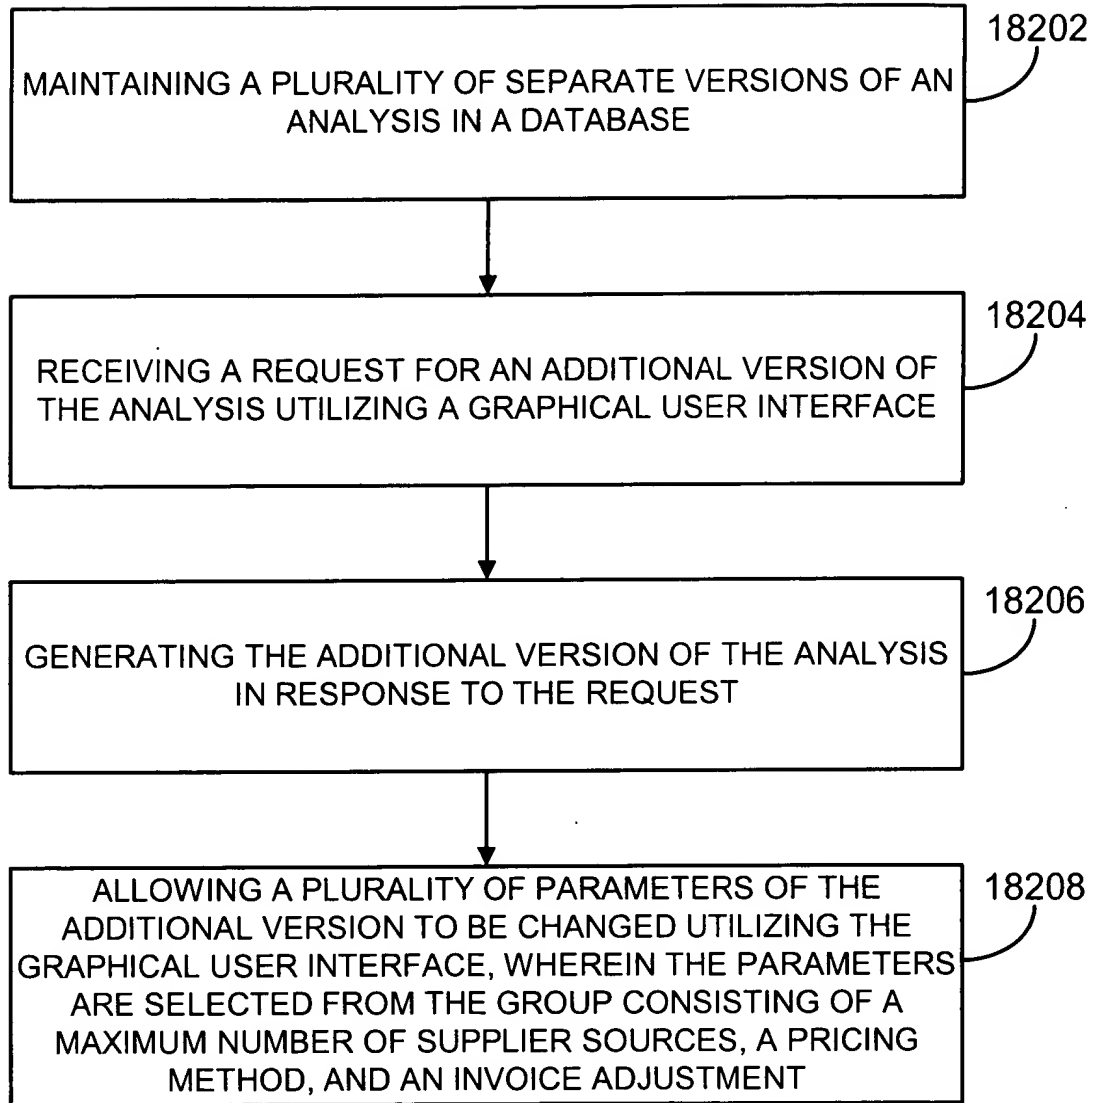 18202
MAINTAINING A PLURALITY OF SEPARATE VERSIONS OF AN
ANALYSIS IN A DATABASE
18204
RECEIVING A REQUEST FOR AN ADDITIONAL VERSION OF
THE ANALYSIS UTILIZING A GRAPHICAL USER INTERFACE
18206
GENERATING THE ADDITIONAL VERSION OF THE ANALYSIS
IN RESPONSE TO THE REQUEST
18208
ALLOWING A PLURALITY OF PARAMETERS OF THE
ADDITIONAL VERSION TO BE CHANGED UTILIZING THE
GRAPHICAL USER INTERFACE, WHEREIN THE PARAMETERS
ARE SELECTED FROM THE GROUP CONSISTING OF A
MAXIMUM NUMBER OF SUPPLIER SOURCES, A PRICING
METHOD, AND AN INVOICE ADJUSTMENT